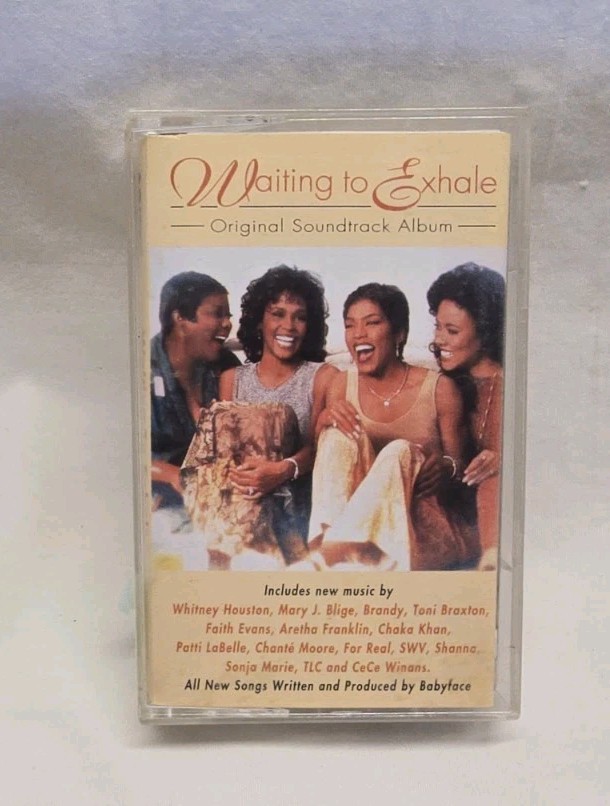 Waiting to Exhale
Original Soundtrack Album
Includes new music by
Whitney Houston, Mary J. Blige, Brandy, Toni Braxton,
Faith Evans, Aretha Franklin, Chaka Khan,
Patti LaBelle, Chanté Moore, For Real, SWV, Shanna,
Sonja Marie, TLC and CeCe Winans.
All New Songs Written and Produced by Babyface